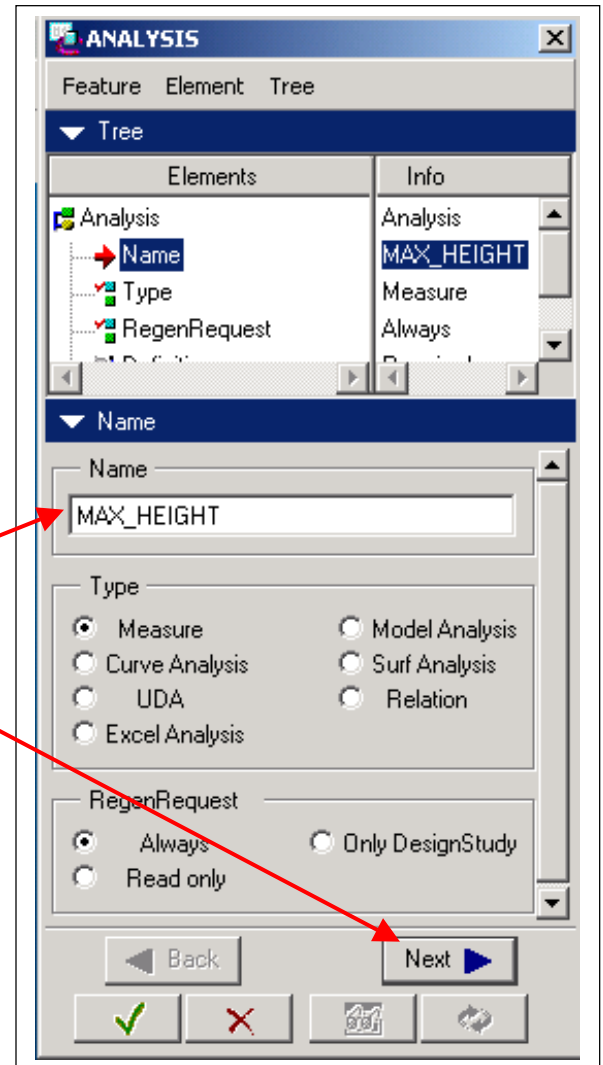 ANALYSIS
Feature Element Tree
Tree
Elements Info
Analysis Analysis
Name MAX_HEIGHT
Type Measure
RegenRequest Always
Name
Name
MAX_HEIGHT
Type
Measure Model Analysis
Curve Analysis Surf Analysis
UDA Relation
Excel Analysis
RegenRequest
Always Only DesignStudy
Read only
Back Next